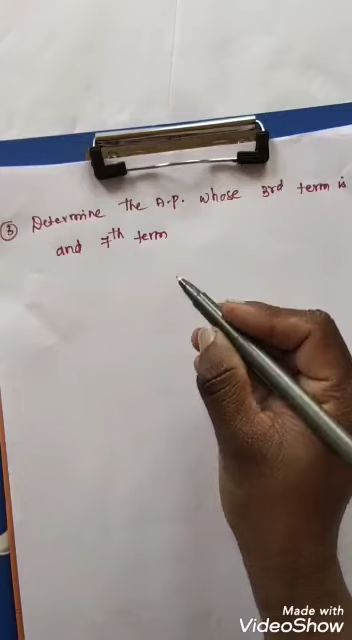 ③ Determine the A.P. whose 3rd term is
and 7th term
Made with
VideoShow